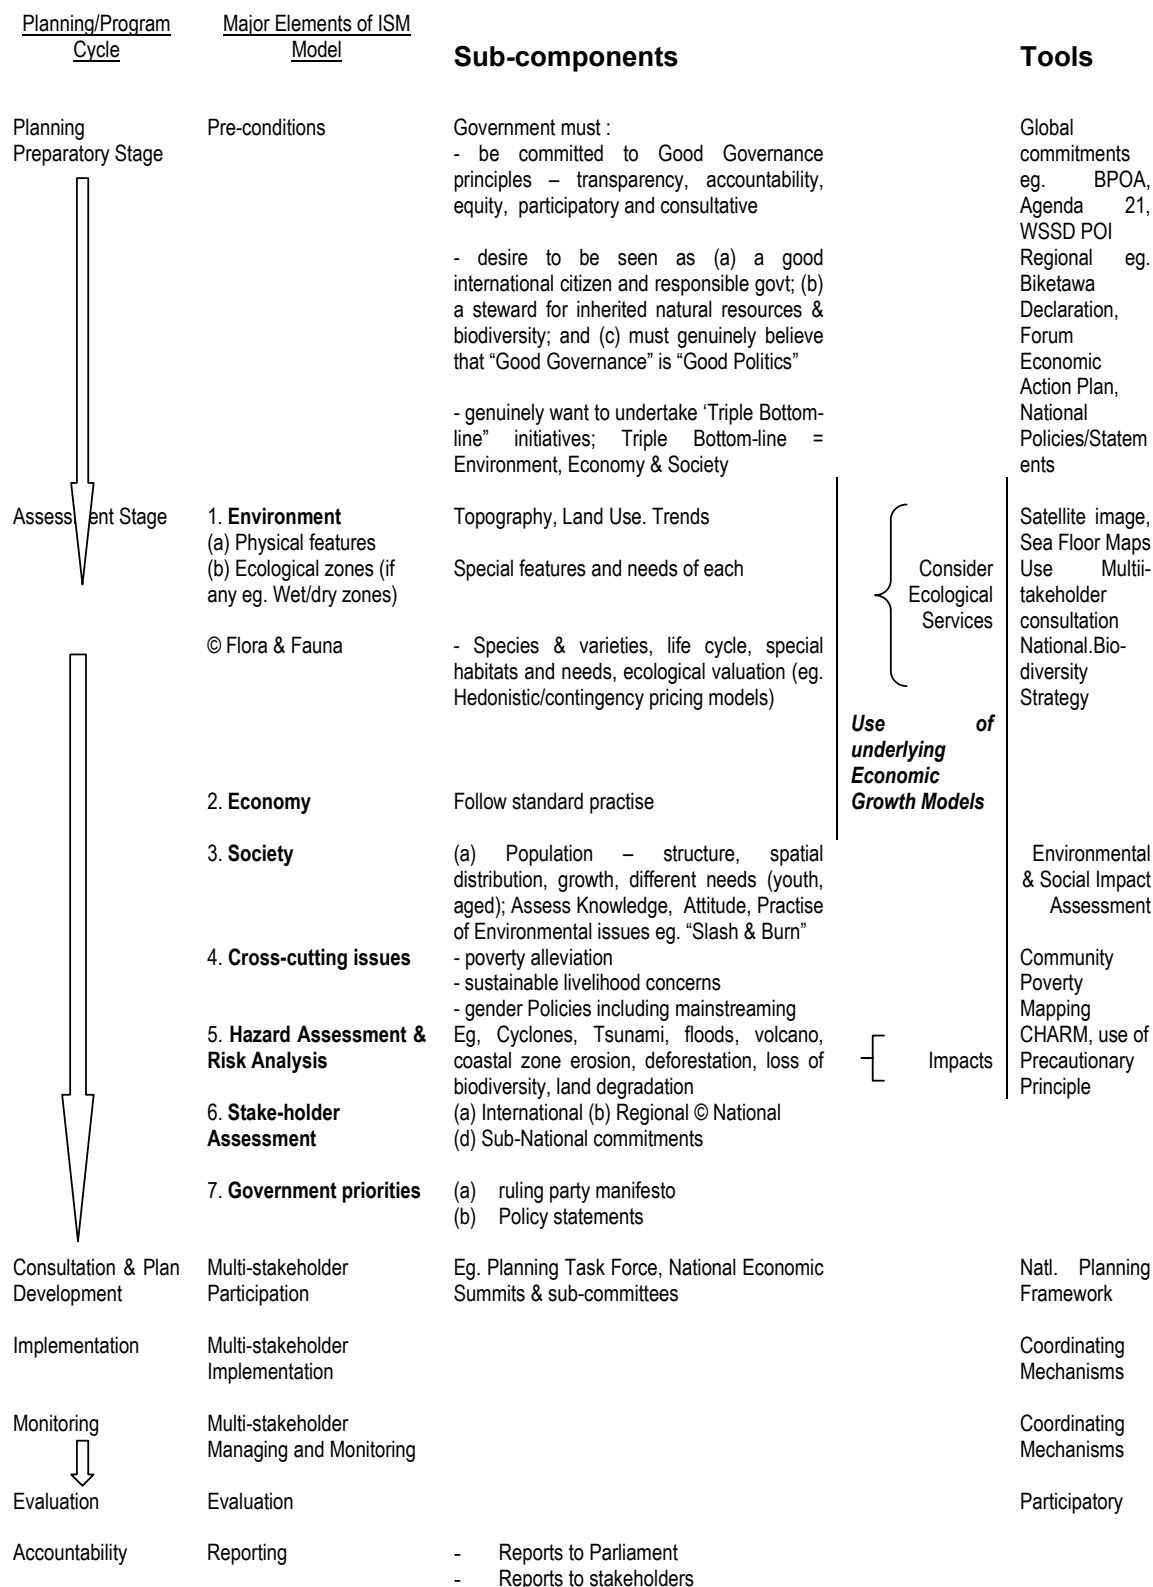 Planning/Program
Cycle
Major Elements of ISM
Model
Sub-components
Tools
Planning
Preparatory Stage
Pre-conditions
Government must :
- be committed to Good Governance
principles – transparency, accountability,
equity, participatory and consultative
- desire to be seen as (a) a good
international citizen and responsible govt; (b)
a steward for inherited natural resources &
biodiversity; and (c) must genuinely believe
that “Good Governance” is “Good Politics”
- genuinely want to undertake ‘Triple Bottom-
line” initiatives; Triple Bottom-line =
Environment, Economy & Society
Global
commitments
eg. BPOA,
Agenda 21,
WSSD POI
Regional eg.
Biketawa
Declaration,
Forum
Economic
Action Plan,
National
Policies/Statem
ents
Assessment Stage
1. Environment
(a) Physical features
(b) Ecological zones (if
any eg. Wet/dry zones)
© Flora & Fauna
Topography, Land Use. Trends
Special features and needs of each
- Species & varieties, life cycle, special
habitats and needs, ecological valuation (eg.
Hedonistic/contingency pricing models)
Consider
Ecological
Services
Use of
underlying
Economic
Growth Models
Satellite image,
Sea Floor Maps
Use Multii-
takeholder
consultation
National.Bio-
diversity
Strategy
2. Economy
Follow standard practise
3. Society
(a) Population – structure, spatial
distribution, growth, different needs (youth,
aged); Assess Knowledge, Attitude, Practise
of Environmental issues eg. “Slash & Burn”
Environmental
& Social Impact
Assessment
4. Cross-cutting issues
- poverty alleviation
- sustainable livelihood concerns
- gender Policies including mainstreaming
Community
Poverty
Mapping
5. Hazard Assessment &
Risk Analysis
Eg, Cyclones, Tsunami, floods, volcano,
coastal zone erosion, deforestation, loss of
biodiversity, land degradation
Impacts
CHARM, use of
Precautionary
Principle
6. Stake-holder
Assessment
(a) International (b) Regional © National
(d) Sub-National commitments
7. Government priorities
(a) ruling party manifesto
(b) Policy statements
Consultation & Plan
Development
Multi-stakeholder
Participation
Eg. Planning Task Force, National Economic
Summits & sub-committees
Natl. Planning
Framework
Implementation
Multi-stakeholder
Implementation
Coordinating
Mechanisms
Monitoring
Multi-stakeholder
Managing and Monitoring
Coordinating
Mechanisms
Evaluation
Evaluation
Participatory
Accountability
Reporting
- Reports to Parliament
- Reports to stakeholders